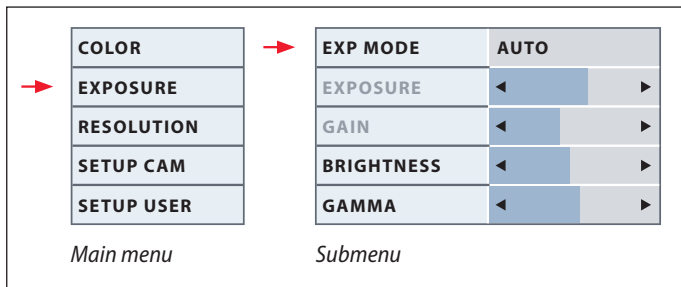 COLOR
EXPOSURE
RESOLUTION
SETUP CAM
SETUP USER
Main menu
EXP MODE AUTO
EXPOSURE
GAIN
BRIGHTNESS
GAMMA
Submenu